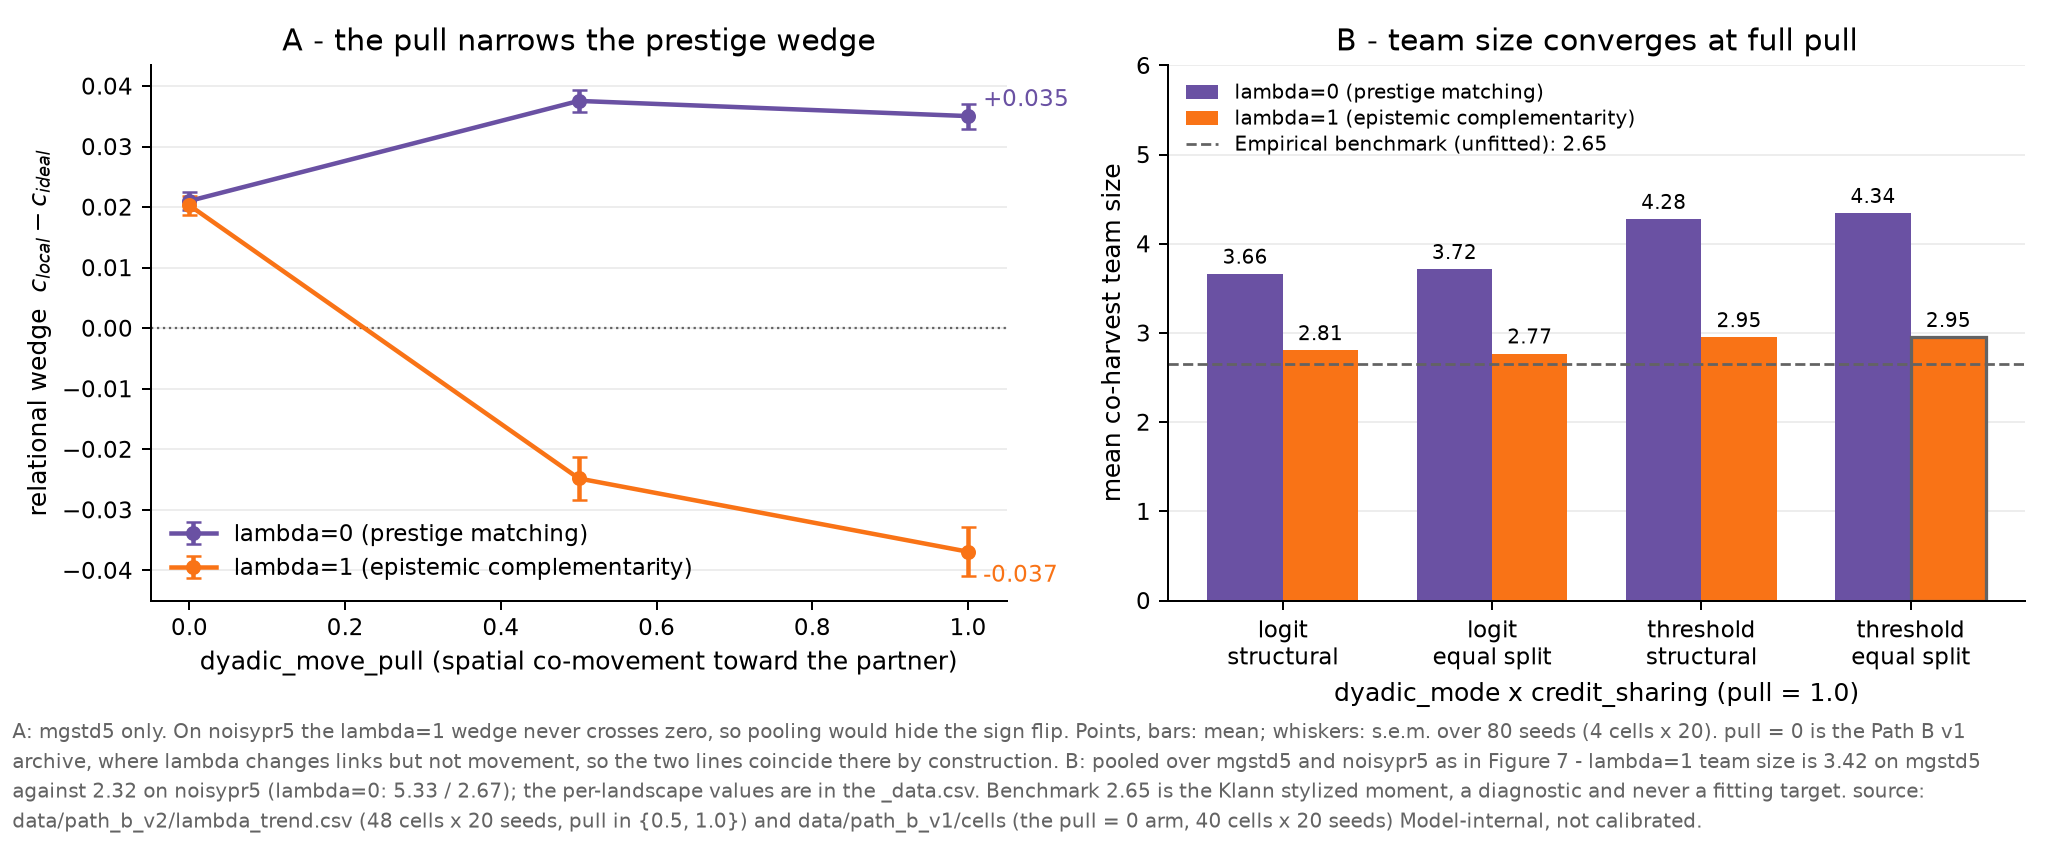 A - the pull narrows the prestige wedge
relational wedge c_local − c_ideal
0.04
0.03
0.02
0.01
0.00
−0.01
−0.02
−0.03
−0.04
+0.035
-0.037
lambda=0 (prestige matching)
lambda=1 (epistemic complementarity)
0.0 0.2 0.4 0.6 0.8 1.0
dyadic_move_pull (spatial co-movement toward the partner)
B - team size converges at full pull
mean co-harvest team size
6
5
4
3
2
1
0
lambda=0 (prestige matching)
lambda=1 (epistemic complementarity)
Empirical benchmark (unfitted): 2.65
3.66
2.81
3.72
2.77
4.28
2.95
4.34
2.95
logit
structural
logit
equal split
threshold
structural
threshold
equal split
dyadic_mode x credit_sharing (pull = 1.0)
A: mgstd5 only. On noisypr5 the lambda=1 wedge never crosses zero, so pooling would hide the sign flip. Points, bars: mean; whiskers: s.e.m. over 80 seeds (4 cells x 20). pull = 0 is the Path B v1
archive, where lambda changes links but not movement, so the two lines coincide there by construction. B: pooled over mgstd5 and noisypr5 as in Figure 7 - lambda=1 team size is 3.42 on mgstd5
against 2.32 on noisypr5 (lambda=0: 5.33 / 2.67); the per-landscape values are in the _data.csv. Benchmark 2.65 is the Klann stylized moment, a diagnostic and never a fitting target. source:
data/path_b_v2/lambda_trend.csv (48 cells x 20 seeds, pull in {0.5, 1.0}) and data/path_b_v1/cells (the pull = 0 arm, 40 cells x 20 seeds) Model-internal, not calibrated.